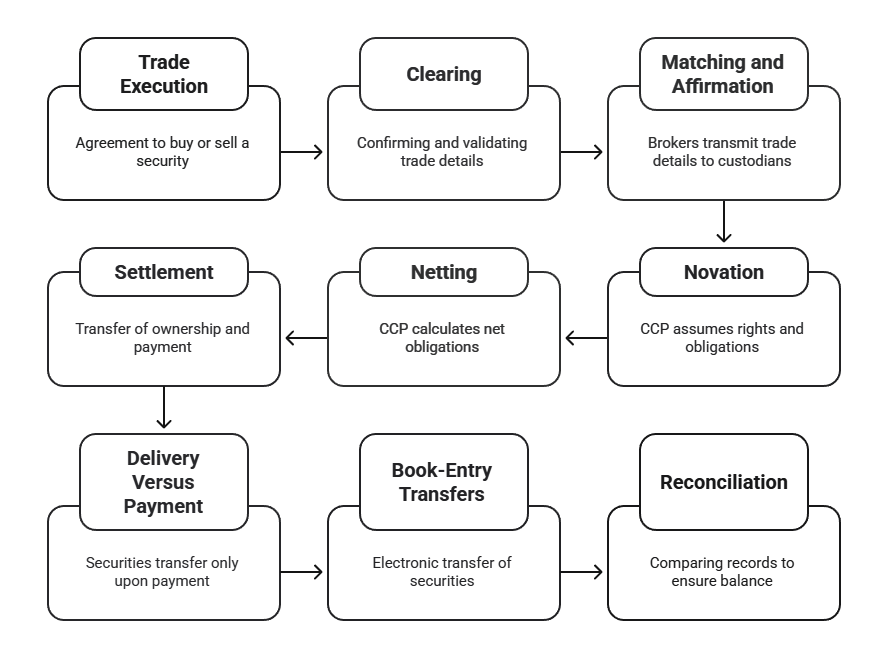 Trade
Execution
Agreement to buy or sell a
security
Clearing
Confirming and validating
trade details
Matching and
Affirmation
Brokers transmit trade
details to custodians
Novation
CCP assumes rights and
obligations
Netting
CCP calculates net
obligations
Settlement
Transfer of ownership and
payment
Delivery
Versus
Payment
Securities transfer only
upon payment
Book-Entry
Transfers
Electronic transfer of
securities
Reconciliation
Comparing records to
ensure balance